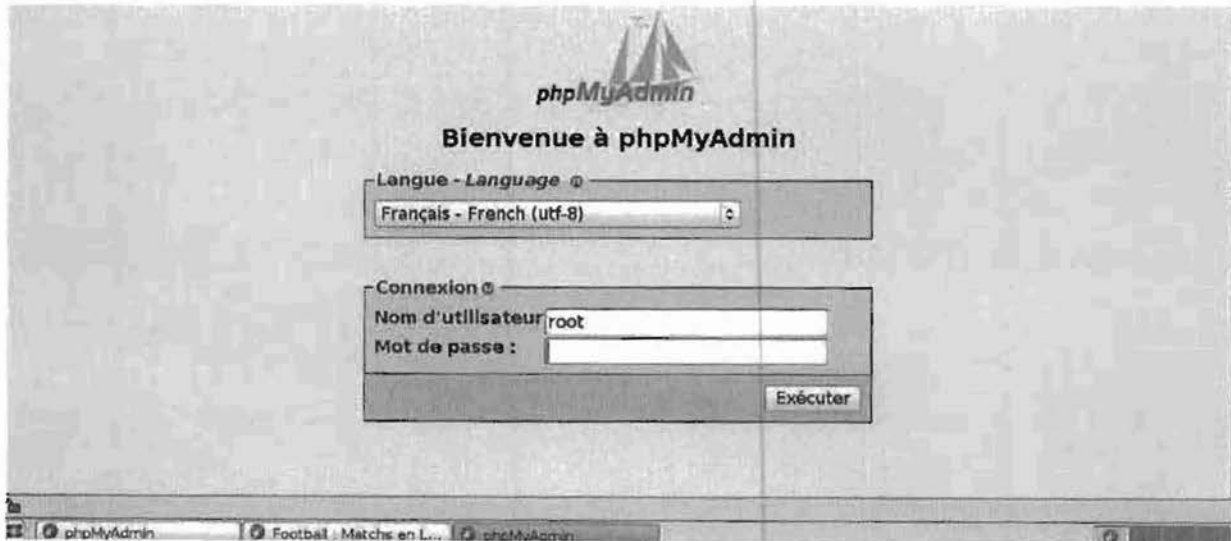 phpMyAdmin
Bienvenue à phpMyAdmin
Langue - Language
Français - French (utf-8)
Connexion
Nom d'utilisateur root
Mot de passe :
Exécuter
phpMyAdmin
Football : Matchs en L...
phpMyAdmin